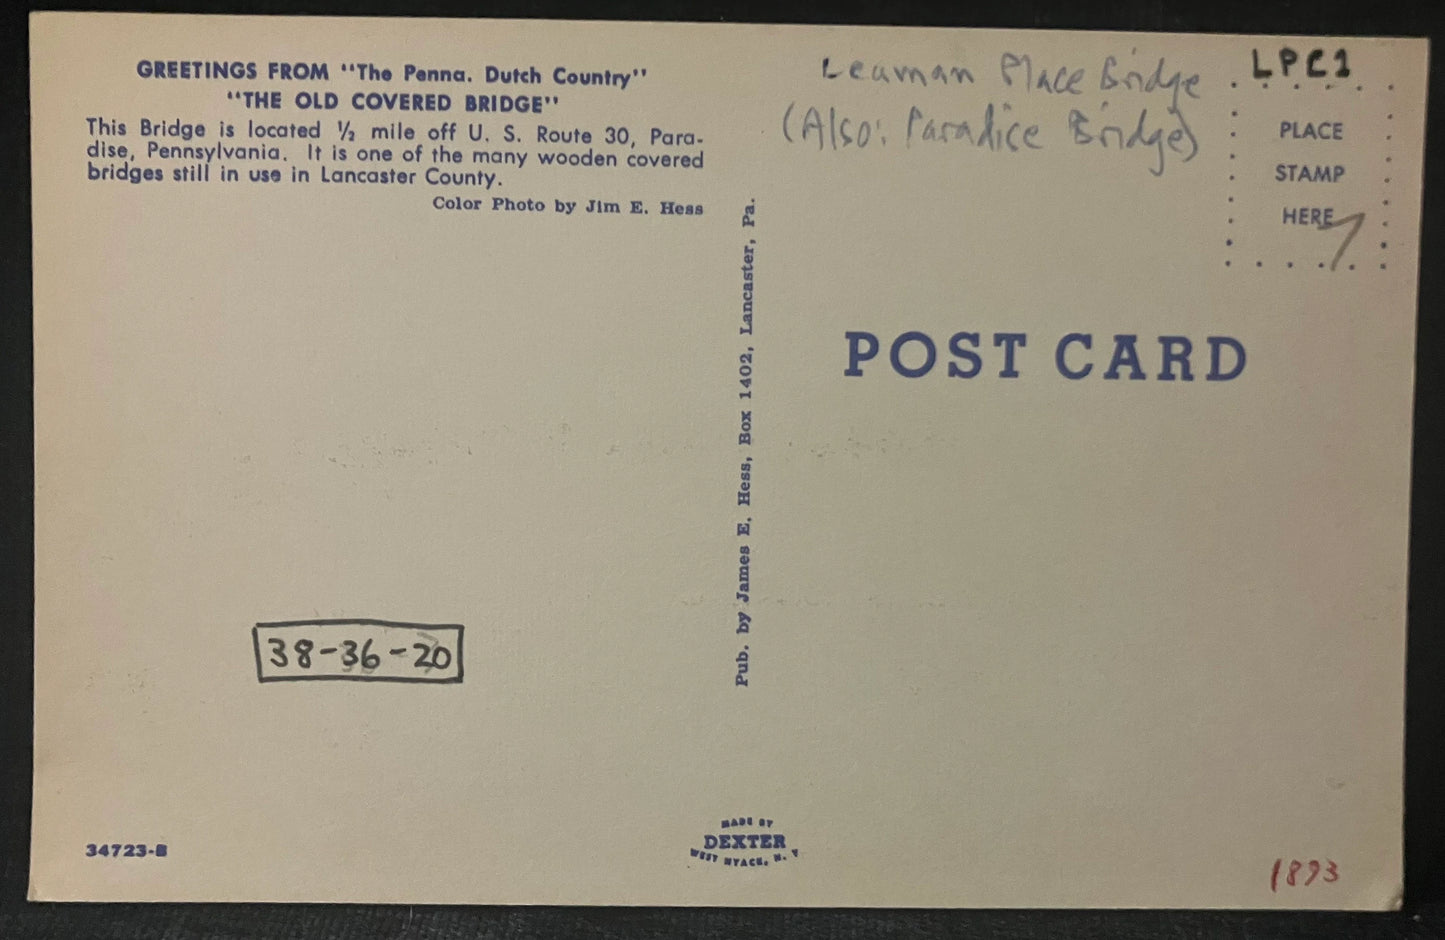 GREETINGS FROM "The Penna. Dutch Country"
"THE OLD COVERED BRIDGE"
This Bridge is located ½ mile off U. S. Route 30, Para-
dise, Pennsylvania. It is one of the many wooden covered
bridges still in use in Lancaster County.
Color Photo by Jim E. Hess
Leaman Place Bridge
(Also: Paradice Bridge)
LPC1
PLACE
STAMP
HERE
7
Pub. by James E. Hess, Box 1402, Lancaster, Pa.
POST CARD
38-36-20
34723-B
MADE BY
DEXTER
WEST NYACK, N. Y
1893